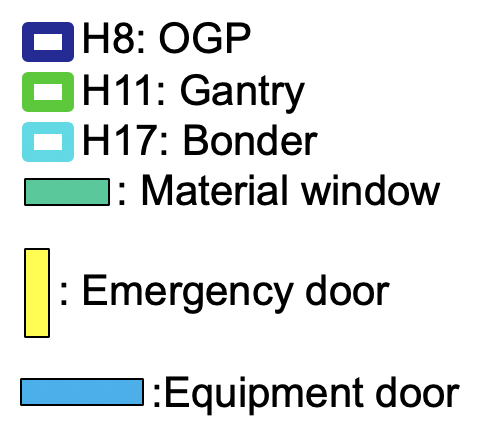 H8: OGP
H11: Gantry
H17: Bonder
: Material window
: Emergency door
:Equipment door